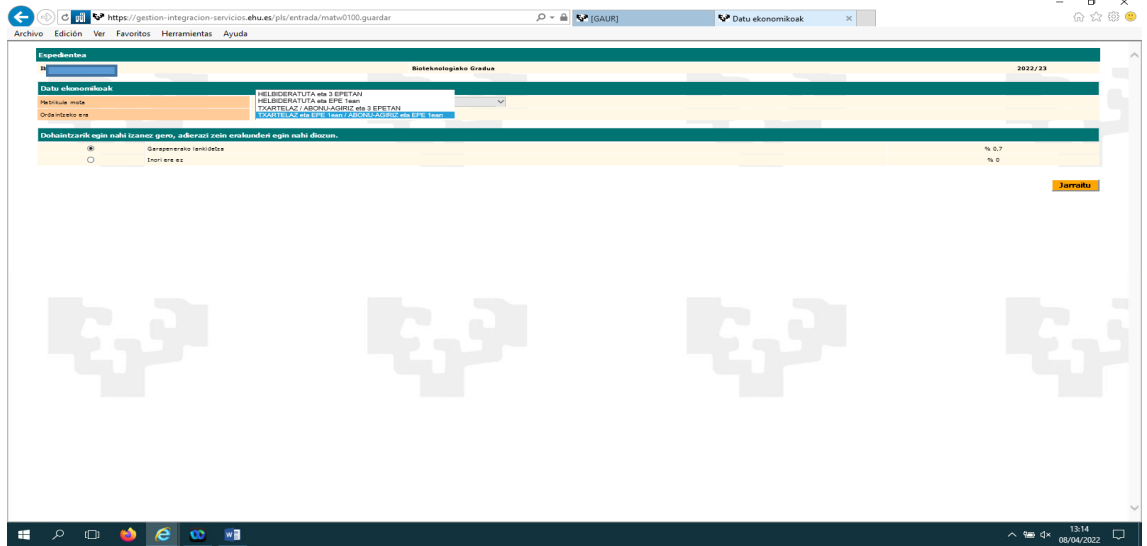 https://gestion-integracion-servicios.ehu.es/pls/entrada/matw0100.guardar
[GAUR]
Datu ekonomikoak
Archivo Edición Ver Favoritos Herramientas Ayuda
Espedientea
Bioteknologiako Gradua 2022/23
Datu ekonomikoak
Matrikula mota
Ordaintzeko era
HELBIDERATUTA eta 3 EPETAN
HELBIDERATUTA eta EPE 1ean
TXARTELAZ / ABONU-AGIRIZ eta 3 EPETAN
TXARTELAZ eta EPE 1ean / ABONU-AGIRIZ eta EPE 1ean
Dohaintzarik egin nahi izanez gero, adierazi zein erakunderi egin nahi diozun.
Garapenerako lankidetza % 0,7
Inori ere ez % 0
Jarraitu
13:14
08/04/2022